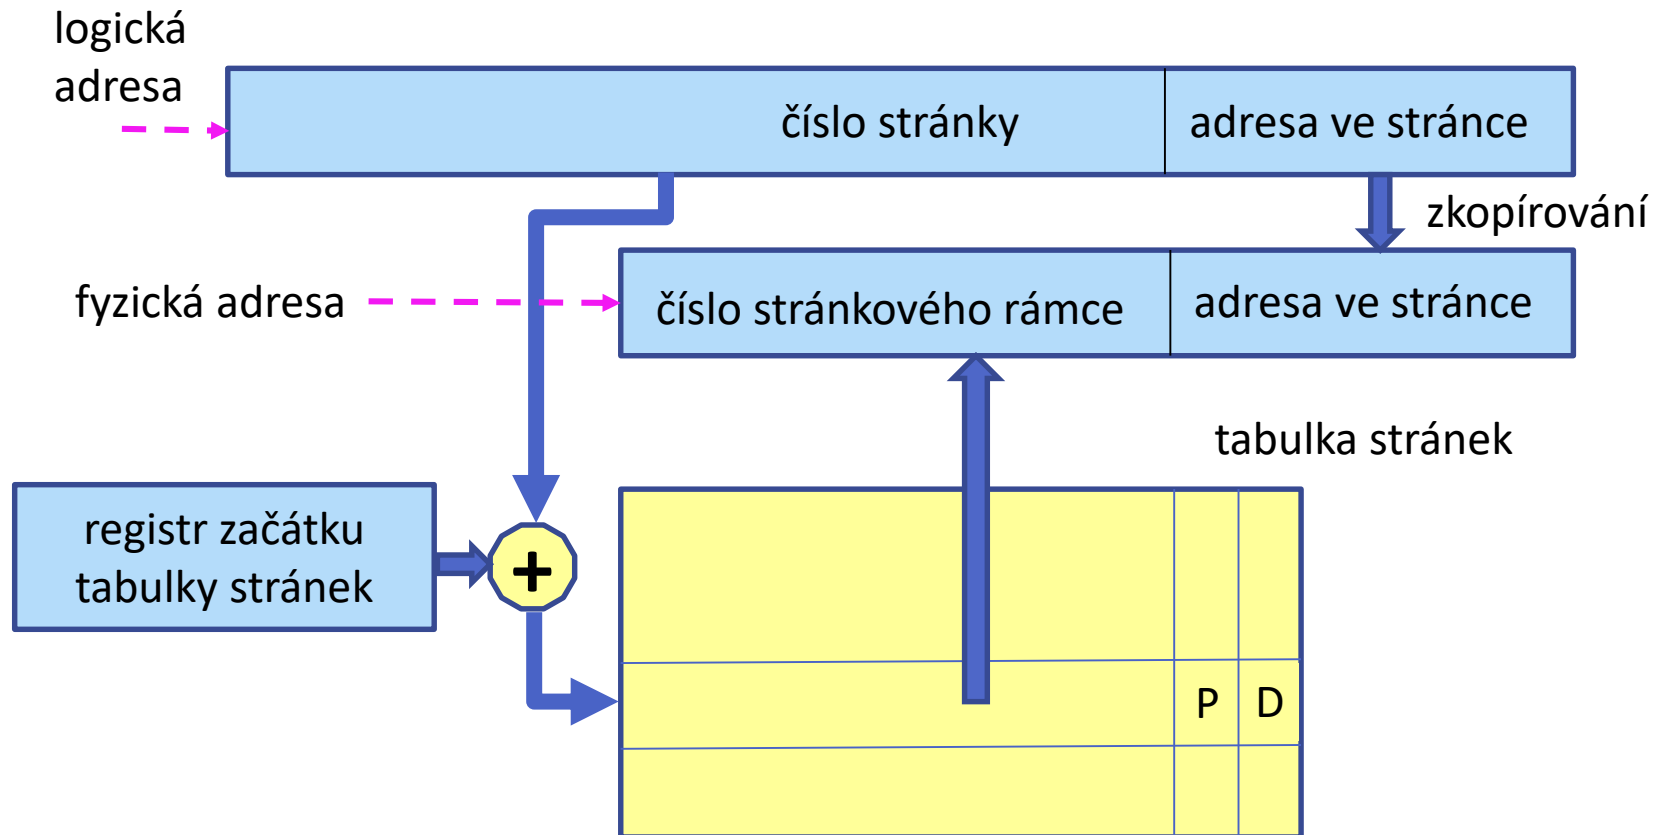 logická
adresa
číslo stránky
adresa ve stránce
zkopírování
fyzická adresa
číslo stránkového rámce
adresa ve stránce
tabulka stránek
registr začátku
tabulky stránek
+
P
D